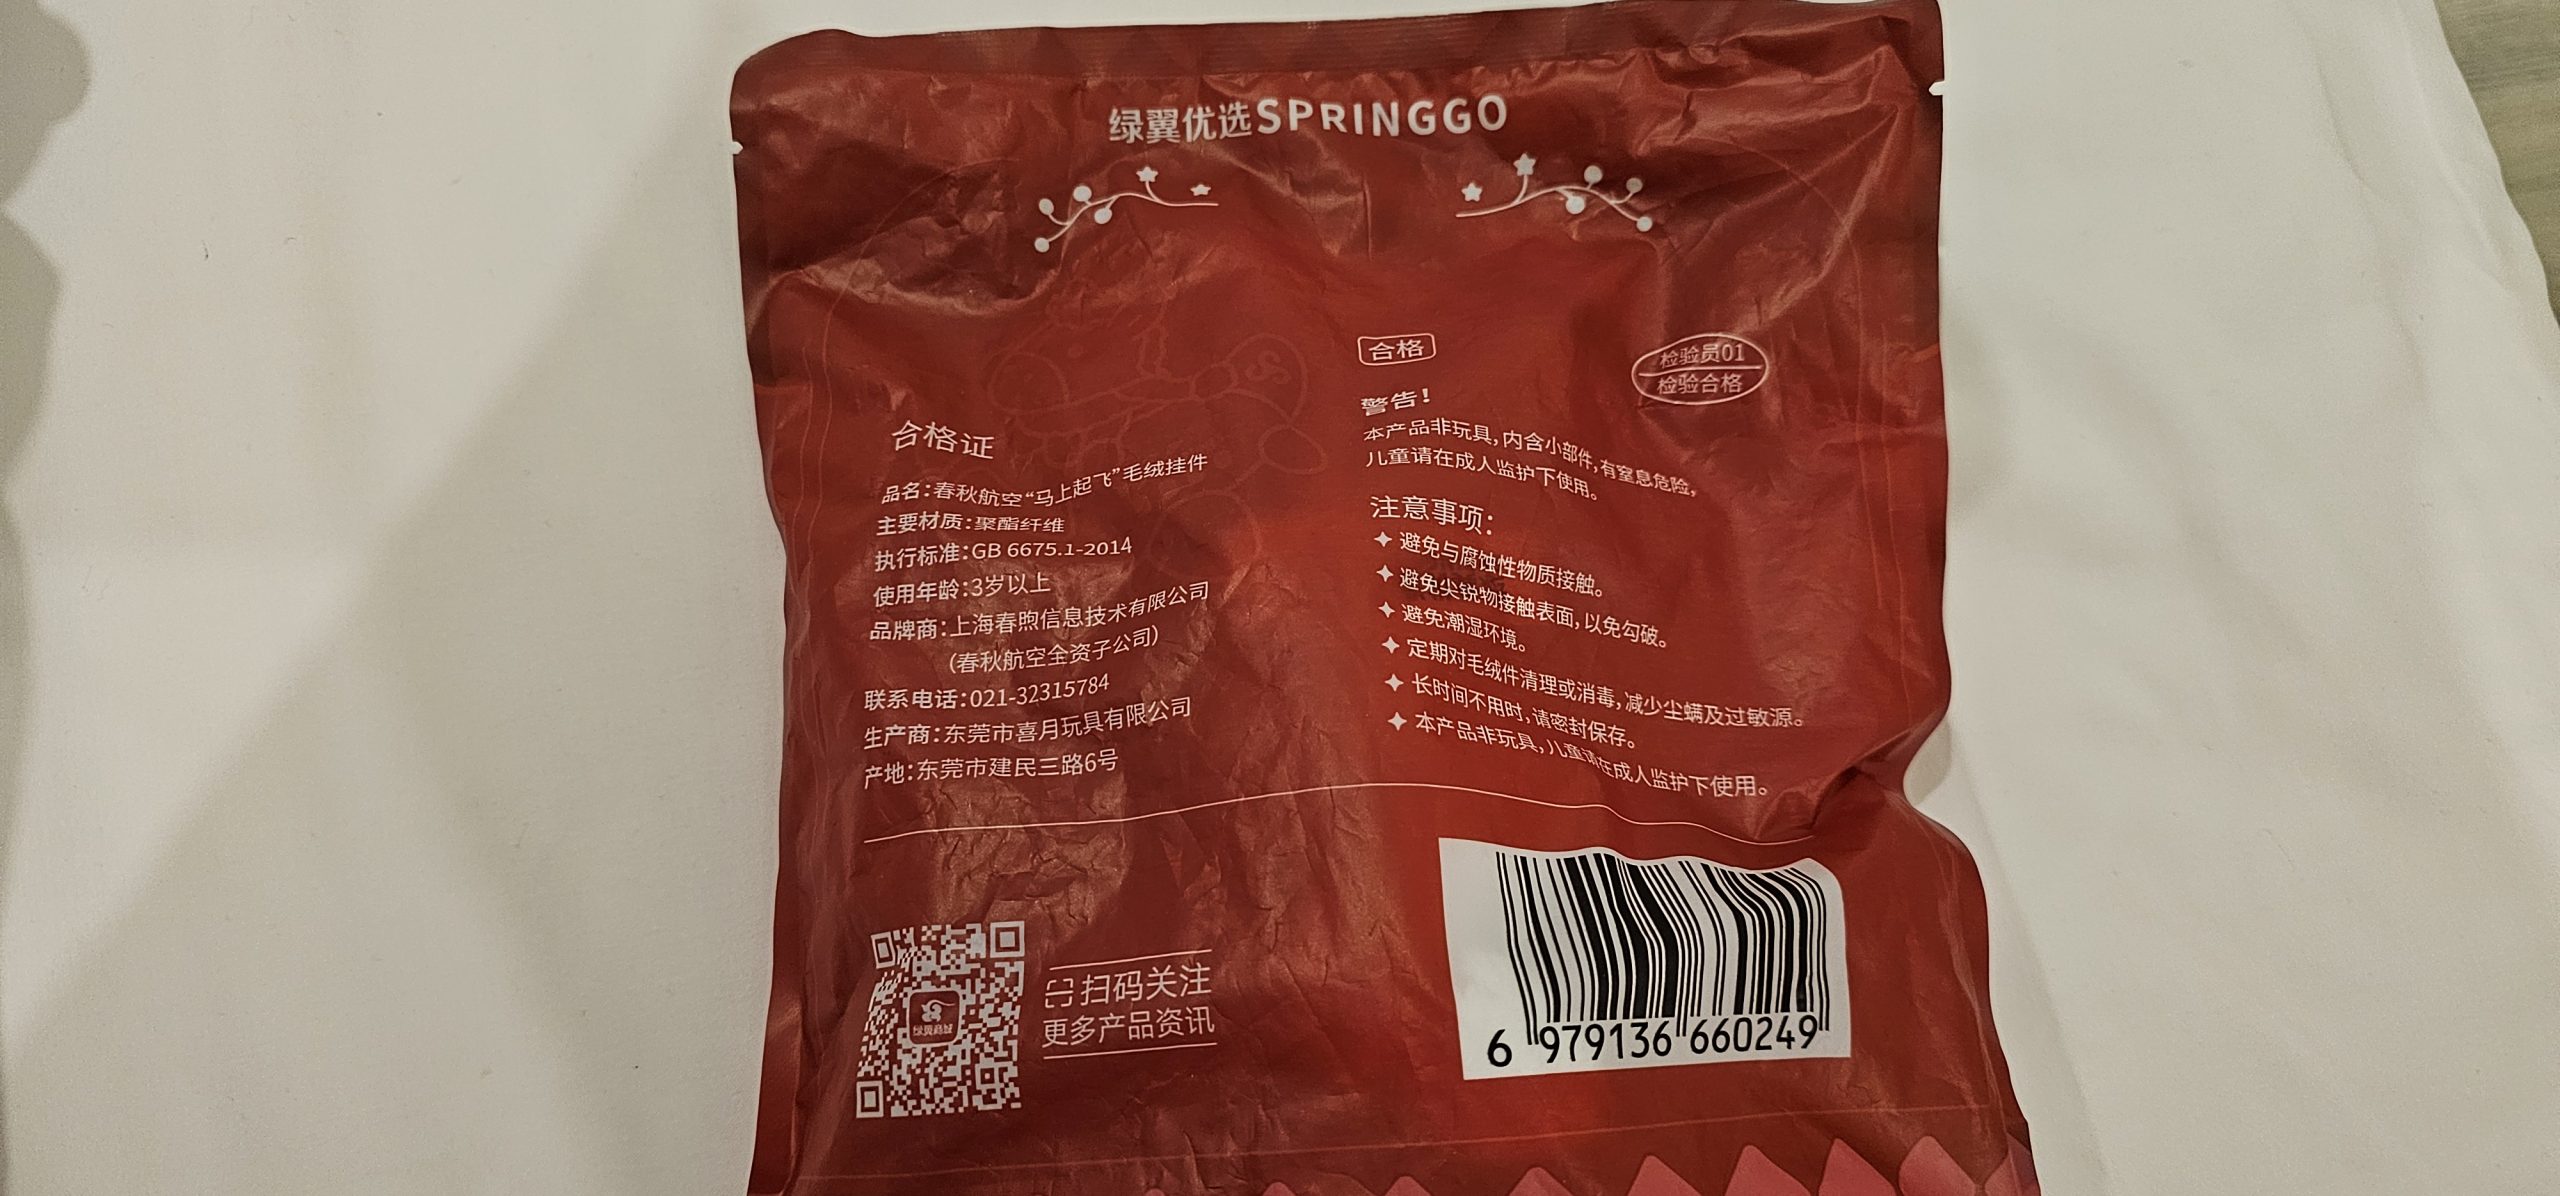 绿翼优选SPRINGGO
合格证
品名：春秋航空“马上起飞”毛绒挂件
主要材质：聚酯纤维
执行标准：GB 6675.1-2014
使用年龄：3岁以上
品牌商：上海春煦信息技术有限公司
（春秋航空全资子公司）
联系电话：021-32315784
生产商：东莞市喜月玩具有限公司
产地：东莞市建民三路6号
合格
检验员01
检验合格
警告！
本产品非玩具，内含小部件，有窒息危险，
儿童请在成人监护下使用。
注意事项：
避免与腐蚀性物质接触。
避免尖锐物接触表面，以免勾破。
避免潮湿环境。
定期对毛绒件清理或消毒，减少尘螨及过敏源。
长时间不用时，请密封保存。
本产品非玩具，儿童请在成人监护下使用。
扫码关注
更多产品资讯
6 979136 660249